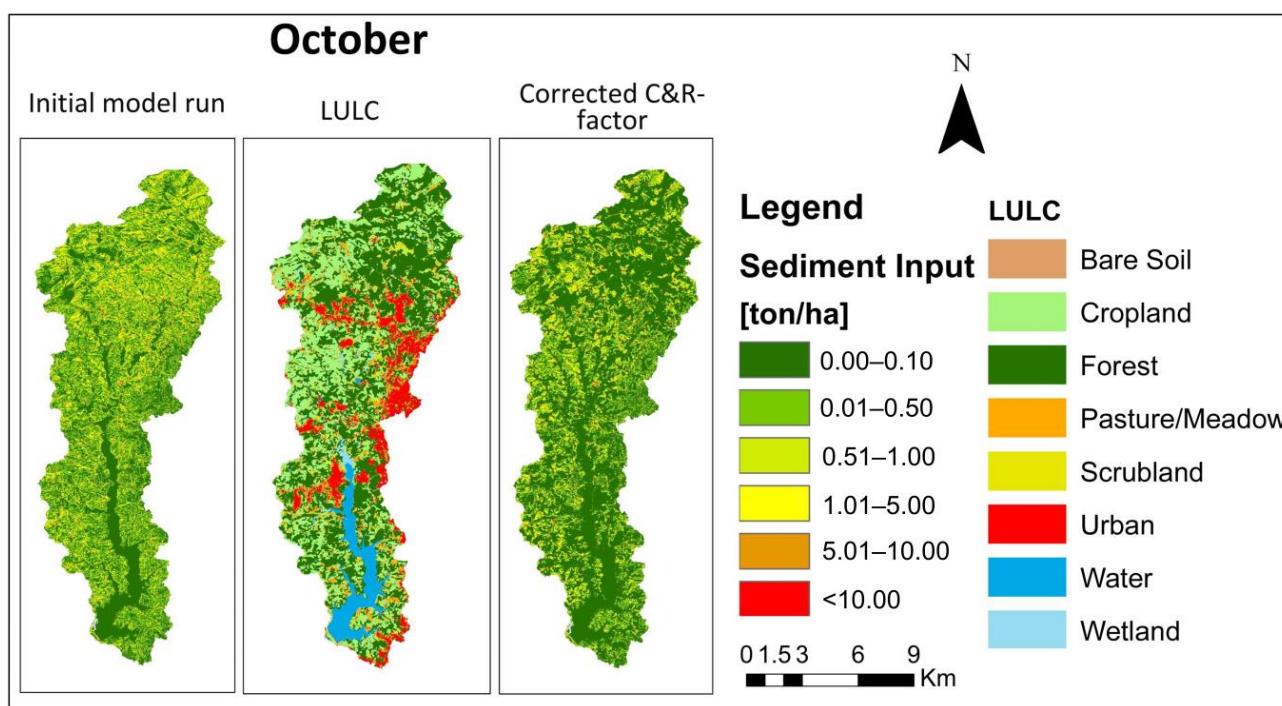 October
Initial model run
LULC
Corrected C&R-
factor
N
Legend
Sediment Input
[ton/ha]
0.00–0.10
0.01–0.50
0.51–1.00
1.01–5.00
5.01–10.00
<10.00
0 1.5 3 6 9
Km
LULC
Bare Soil
Cropland
Forest
Pasture/Meadow
Scrubland
Urban
Water
Wetland